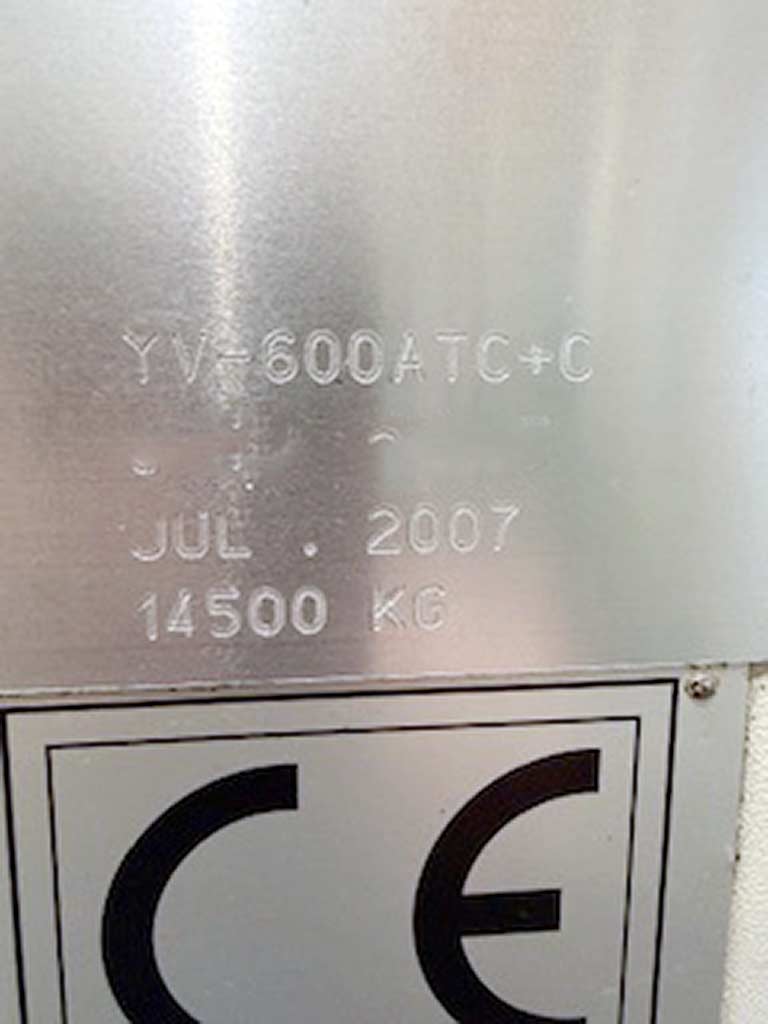 YV-600ATC+C
JUL . 2007
14500 KG
CE